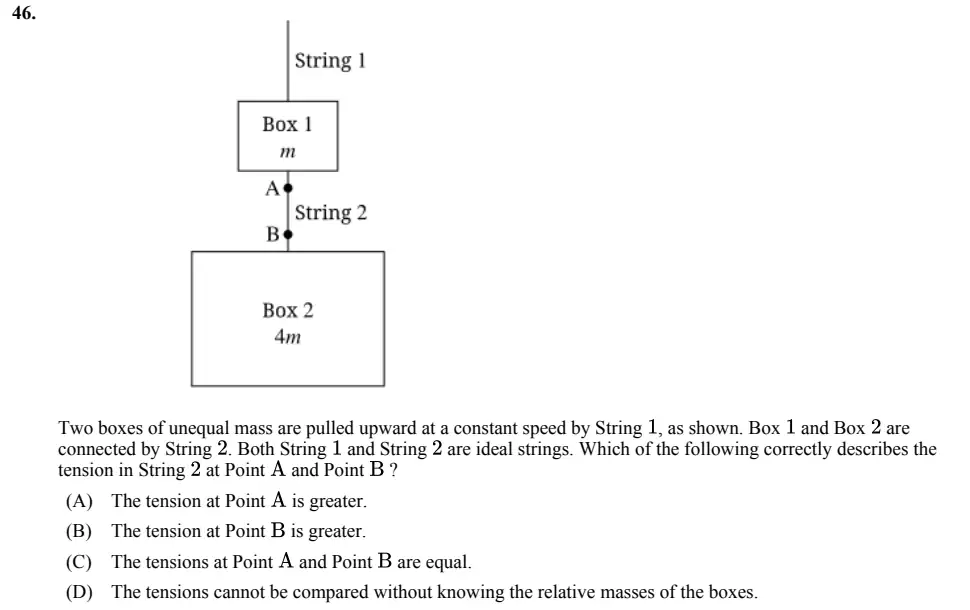 46.
String 1
Box 1
m
A
String 2
B
Box 2
4m
Two boxes of unequal mass are pulled upward at a constant speed by String 1, as shown. Box 1 and Box 2 are
connected by String 2. Both String 1 and String 2 are ideal strings. Which of the following correctly describes the
tension in String 2 at Point A and Point B ?
(A) The tension at Point A is greater.
(B) The tension at Point B is greater.
(C) The tensions at Point A and Point B are equal.
(D) The tensions cannot be compared without knowing the relative masses of the boxes.